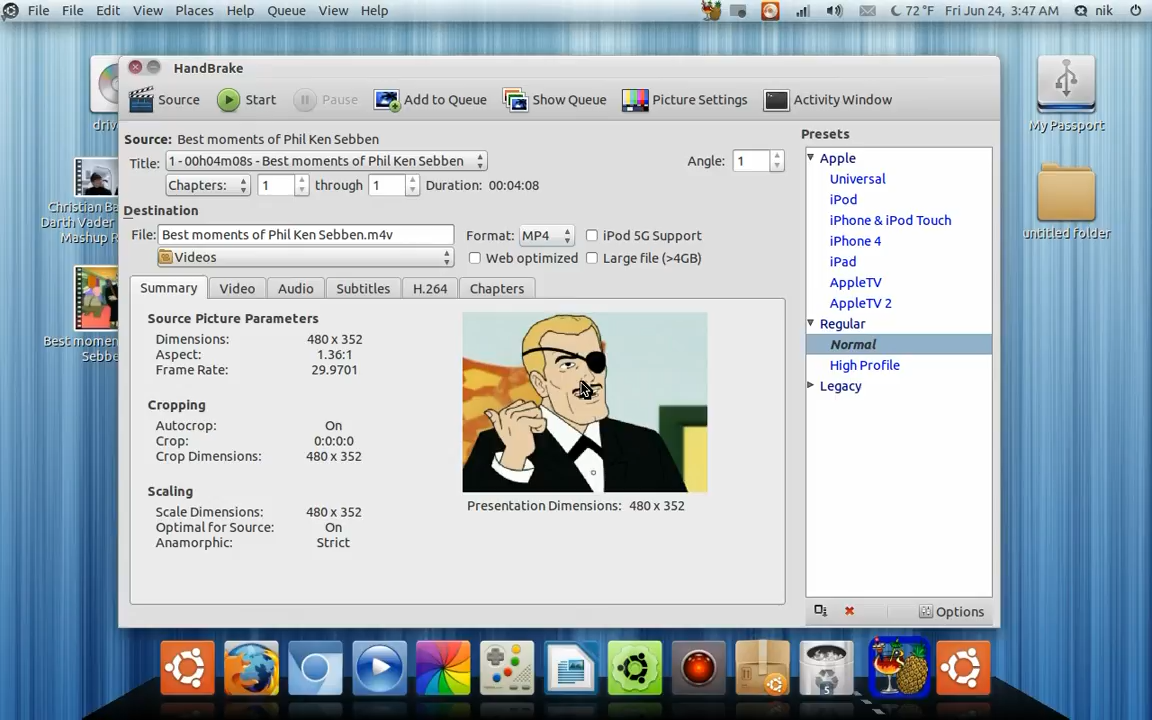 File File Edit View Places Help Queue View Help 72 °F Fri Jun 24, 3:47 AM nik
HandBrake
Source Start Pause Add to Queue Show Queue Picture Settings Activity Window
Source: Best moments of Phil Ken Sebben
Title: 1 - 00h04m08s - Best moments of Phil Ken Sebben Angle: 1
Chapters: 1 through 1 Duration: 00:04:08
Destination
File: Best moments of Phil Ken Sebben.m4v Format: MP4 iPod 5G Support
Videos Web optimized Large file (>4GB)
Summary Video Audio Subtitles H.264 Chapters
Source Picture Parameters
Dimensions: 480 x 352
Aspect: 1.36:1
Frame Rate: 29.9701
Cropping
Autocrop: On
Crop: 0:0:0:0
Crop Dimensions: 480 x 352
Scaling
Scale Dimensions: 480 x 352
Optimal for Source: On
Anamorphic: Strict
Presentation Dimensions: 480 x 352
Presets
Apple
Universal
iPod
iPhone & iPod Touch
iPhone 4
iPad
AppleTV
AppleTV 2
Regular
Normal
High Profile
Legacy
Options
My Passport
untitled folder
Christian Ba
Darth Vader
Mashup R
Best momen
Sebbe
5